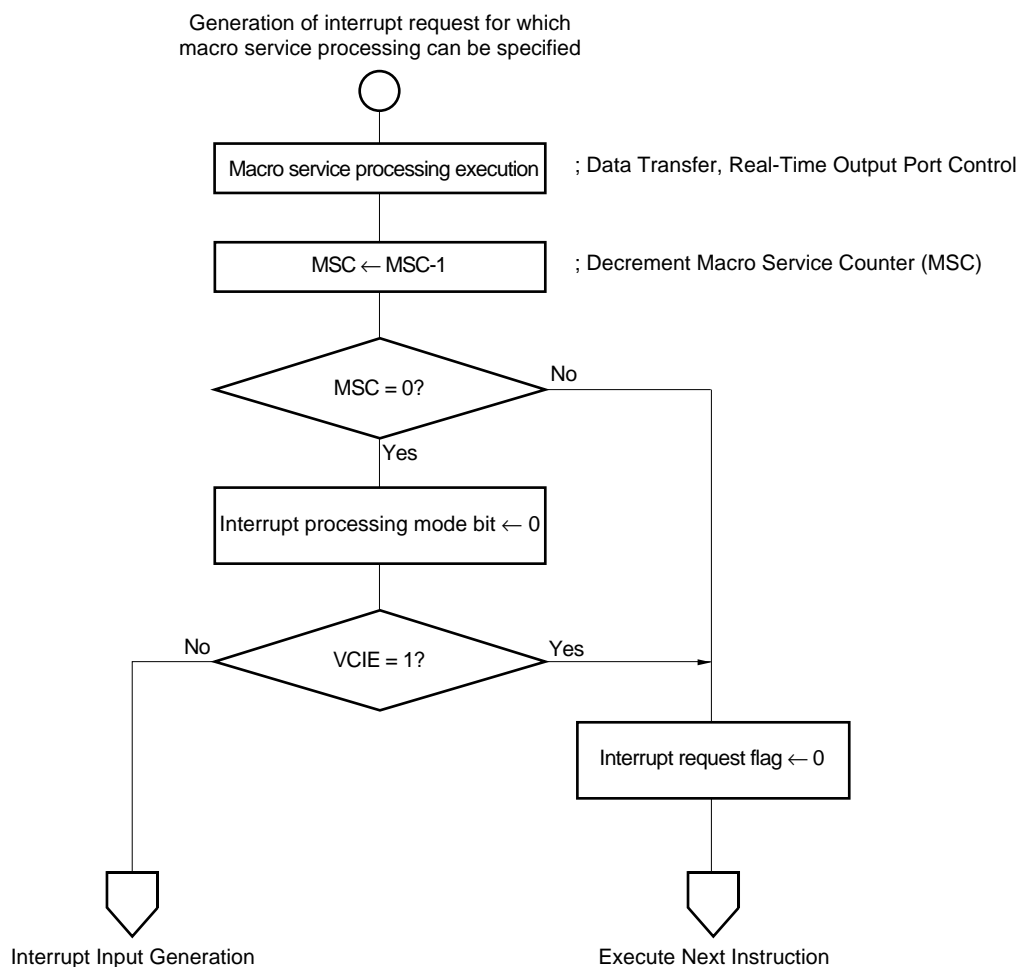 Generation of interrupt request for which
macro service processing can be specified
Macro service processing execution
; Data Transfer, Real-Time Output Port Control
MSC ← MSC-1
; Decrement Macro Service Counter (MSC)
MSC = 0?
No
Yes
Interrupt processing mode bit ← 0
No
VCIE = 1?
Yes
Interrupt request flag ← 0
Interrupt Input Generation
Execute Next Instruction